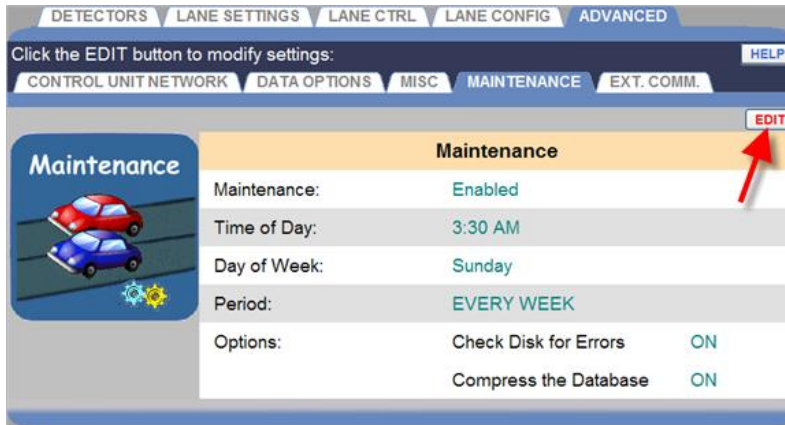 DETECTORS LANE SETTINGS LANE CTRL LANE CONFIG ADVANCED
Click the EDIT button to modify settings:
HELP
CONTROL UNIT NETWORK DATA OPTIONS MISC MAINTENANCE EXT. COMM.
EDIT
Maintenance
Maintenance
Maintenance: Enabled
Time of Day: 3:30 AM
Day of Week: Sunday
Period: EVERY WEEK
Options: Check Disk for Errors ON
Compress the Database ON